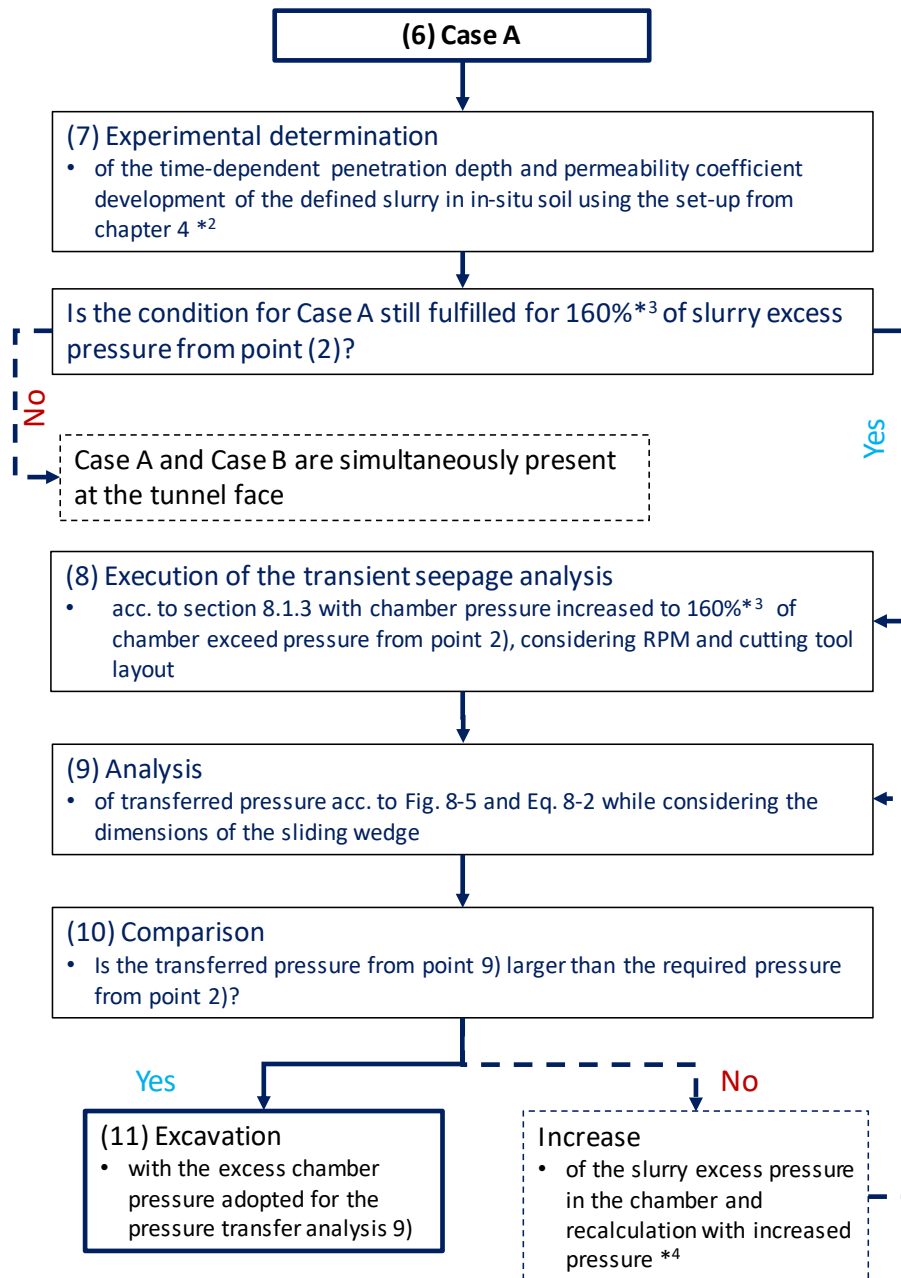 (6) Case A
(7) Experimental determination
• of the time-dependent penetration depth and permeability coefficient
development of the defined slurry in in-situ soil using the set-up from
chapter 4 *2
Is the condition for Case A still fulfilled for 160%*3 of slurry excess
pressure from point (2)?
No
Yes
Case A and Case B are simultaneously present
at the tunnel face
(8) Execution of the transient seepage analysis
• acc. to section 8.1.3 with chamber pressure increased to 160%*3 of
chamber exceed pressure from point 2), considering RPM and cutting tool
layout
(9) Analysis
• of transferred pressure acc. to Fig. 8-5 and Eq. 8-2 while considering the
dimensions of the sliding wedge
(10) Comparison
• Is the transferred pressure from point 9) larger than the required pressure
from point 2)?
Yes
No
(11) Excavation
• with the excess chamber
pressure adopted for the
pressure transfer analysis 9)
Increase
• of the slurry excess pressure
in the chamber and
recalculation with increased
pressure *4